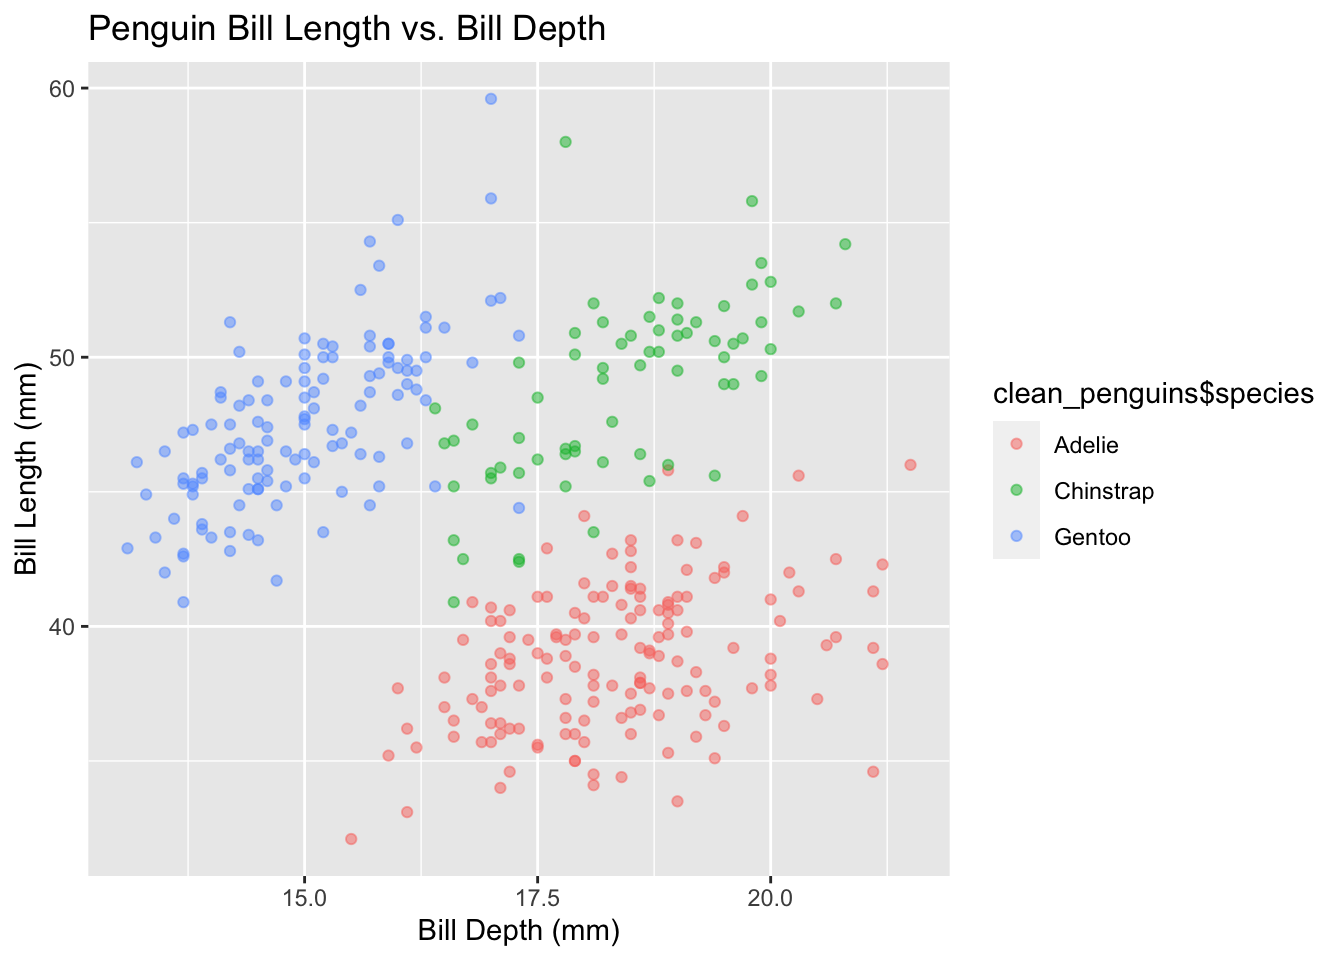 Penguin Bill Length vs. Bill Depth
60
50
40
Bill Length (mm)
15.0
17.5
20.0
Bill Depth (mm)
clean_penguins$species
Adelie
Chinstrap
Gentoo